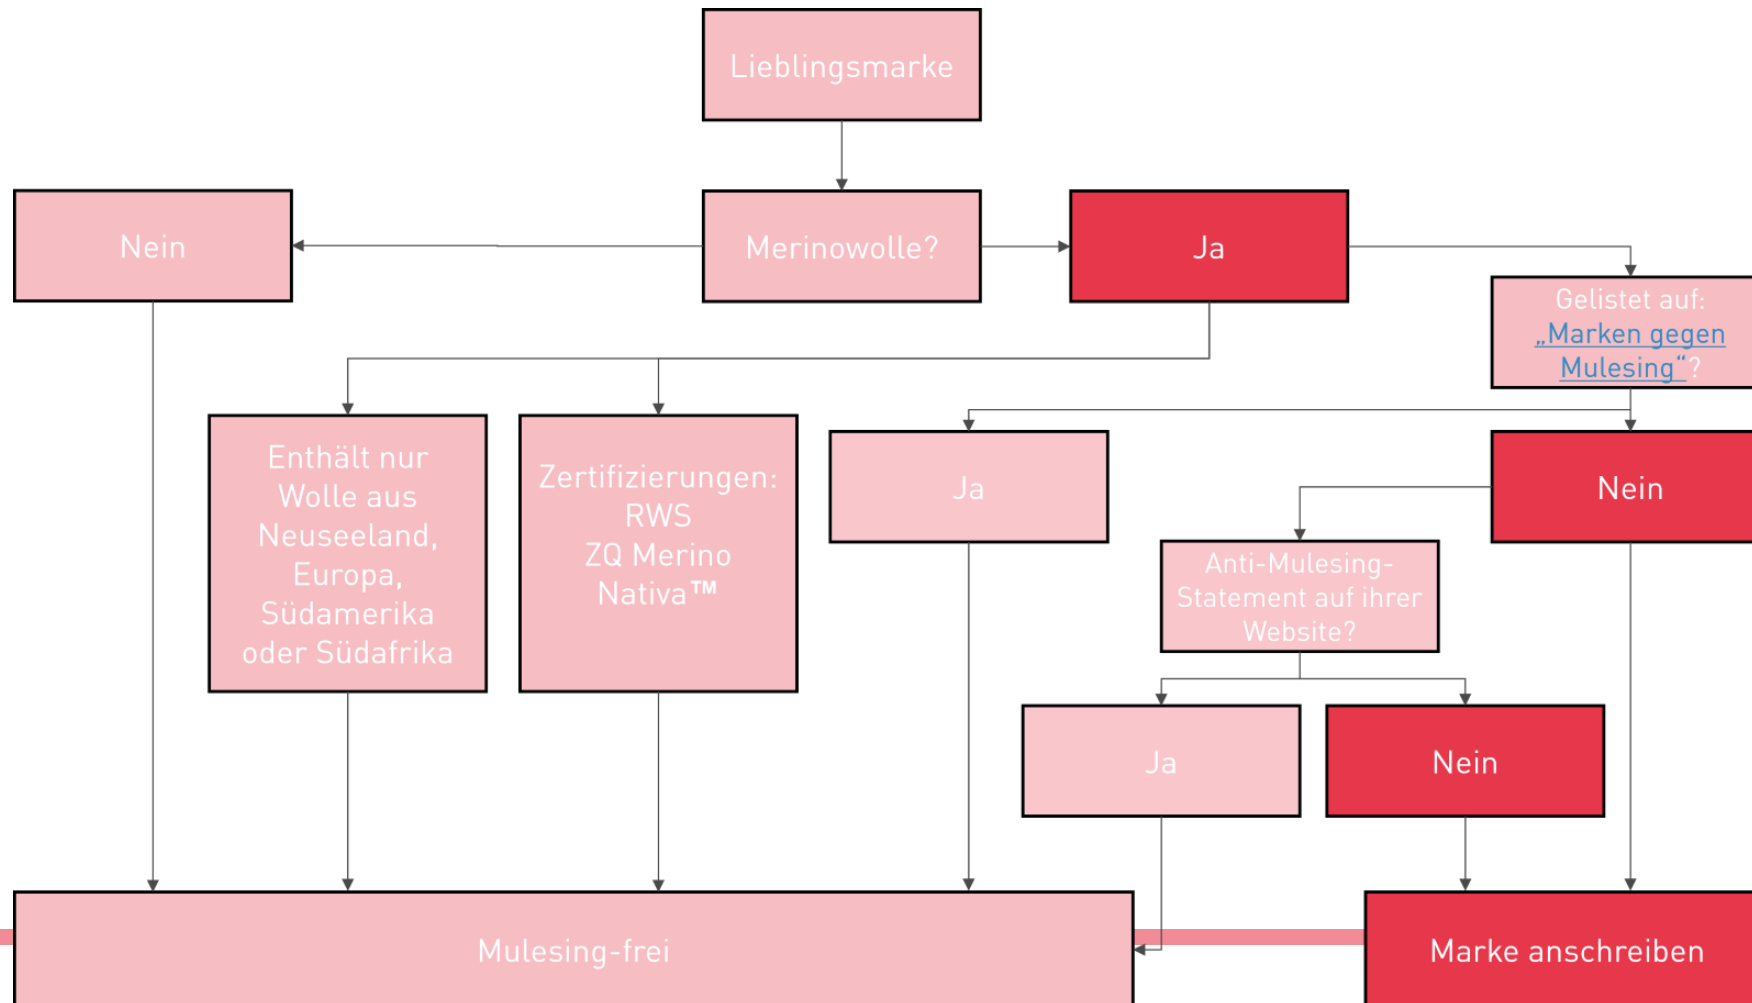 Lieblingsmarke
Nein
Merinowolle?
Ja
Gelistet auf:
„Marken gegen
Mulesing“?
Enthält nur
Wolle aus
Neuseeland,
Europa,
Südamerika
oder Südafrika
Zertifizierungen:
RWS
ZQ Merino
Nativa™
Ja
Nein
Anti-Mulesing-
Statement auf ihrer
Website?
Ja
Nein
Mulesing-frei
Marke anschreiben